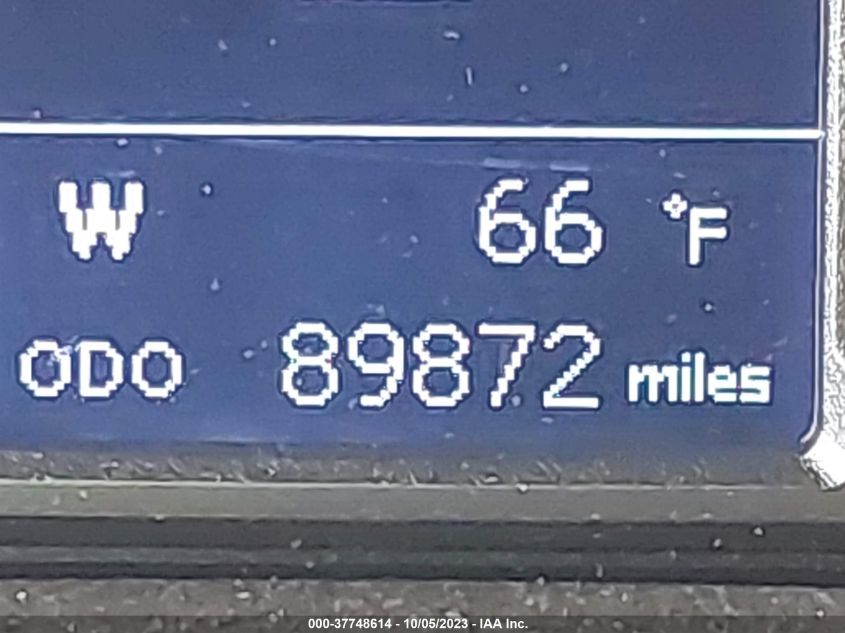 W 66 °F
ODO 89872 miles
000-37748614 - 10/05/2023 - IAA Inc.